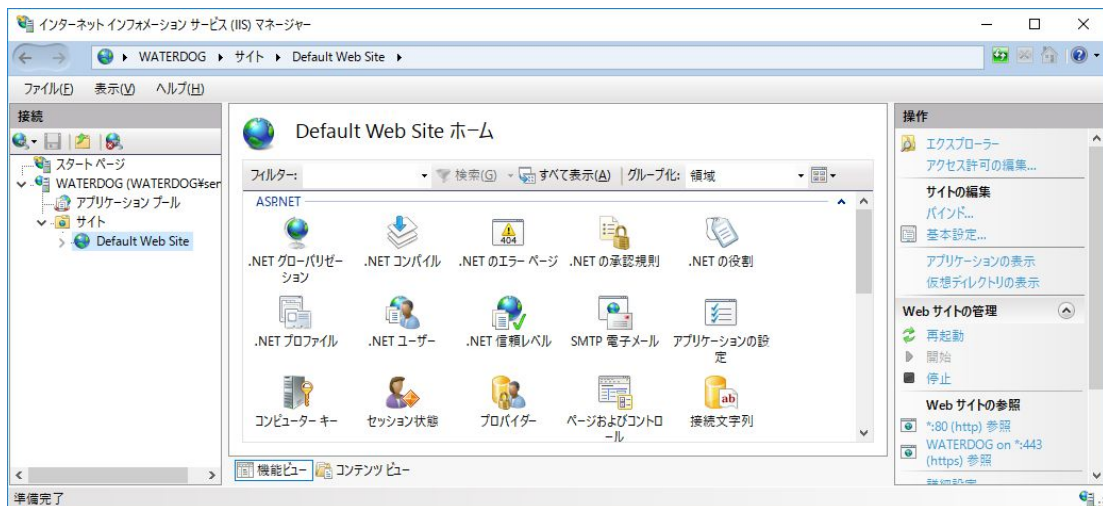 インターネット インフォメーション サービス (IIS) マネージャー
WATERDOG サイト Default Web Site
ファイル(F) 表示(V) ヘルプ(H)
接続
スタート ページ
WATERDOG (WATERDOG¥ser
アプリケーション プール
サイト
Default Web Site
Default Web Site ホーム
フィルター: 検索(G) すべて表示(A) グループ化: 領域
ASP.NET
.NET グローバリゼーション
.NET コンパイル
404
.NET のエラー ページ
.NET の承認規則
.NET の役割
.NET プロファイル
.NET ユーザー
.NET 信頼レベル
SMTP 電子メール
アプリケーションの設定
コンピューター キー
セッション状態
プロバイダー
ページおよびコントロール
ab
接続文字列
機能ビュー コンテンツ ビュー
操作
エクスプローラー
アクセス許可の編集...
サイトの編集
バインド...
基本設定...
アプリケーションの表示
仮想ディレクトリの表示
Web サイトの管理
再起動
開始
停止
Web サイトの参照
*:80 (http) 参照
WATERDOG on *:443
(https) 参照
詳細設定
準備完了